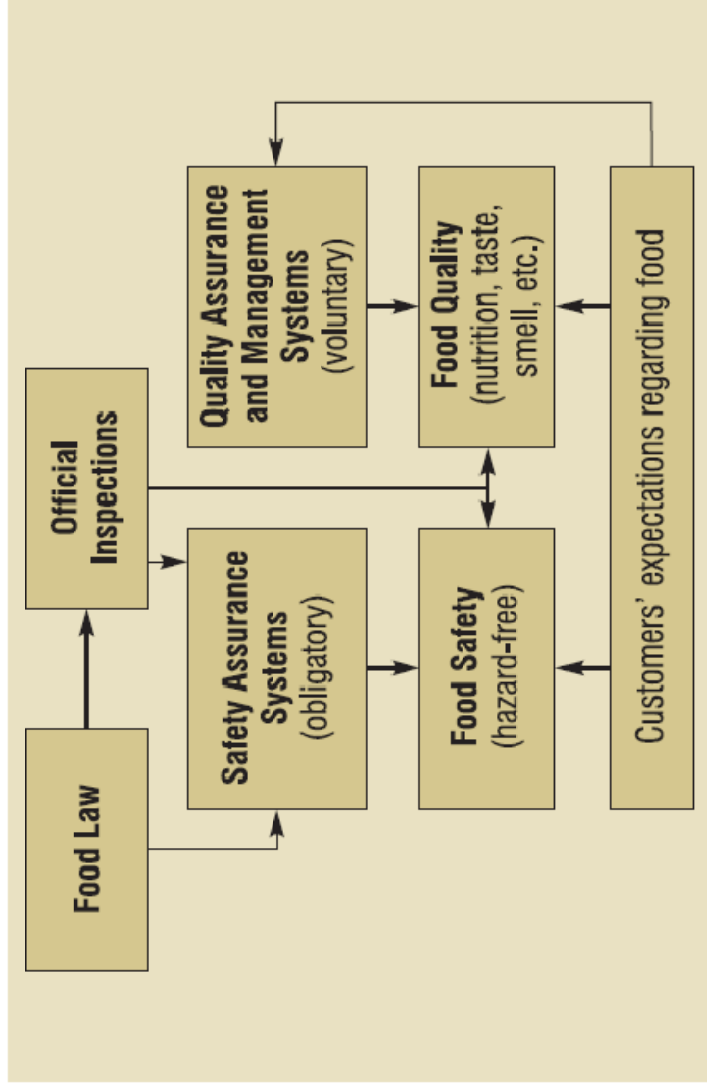 Food Law
Official
Inspections
Safety Assurance
Systems
(obligatory)
Quality Assurance
and Management
Systems
(voluntary)
Food Safety
(hazard-free)
Food Quality
(nutrition, taste,
smell, etc.)
Customers’ expectations regarding food